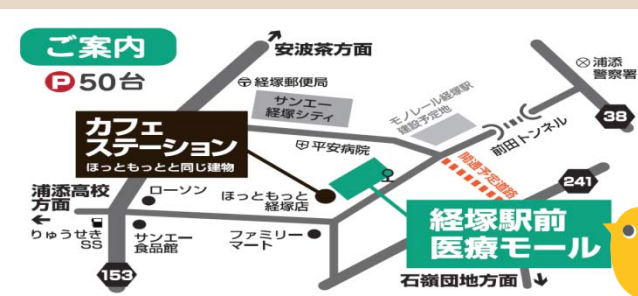 ご案内
P50台
安波茶方面
浦添
警察署
経塚郵便局
サンエー
経塚シティ
モノレール経塚駅
建設予定地
38
カフェ
ステーション
ほっともっとと同じ建物
平安病院
前田トンネル
開通予定道路
241
浦添高校
方面
ローソン
ほっともっと
経塚店
経塚駅前
医療モール
りゅうせき
SS
サンエー
食品館
ファミリー
マート
153
石嶺団地方面